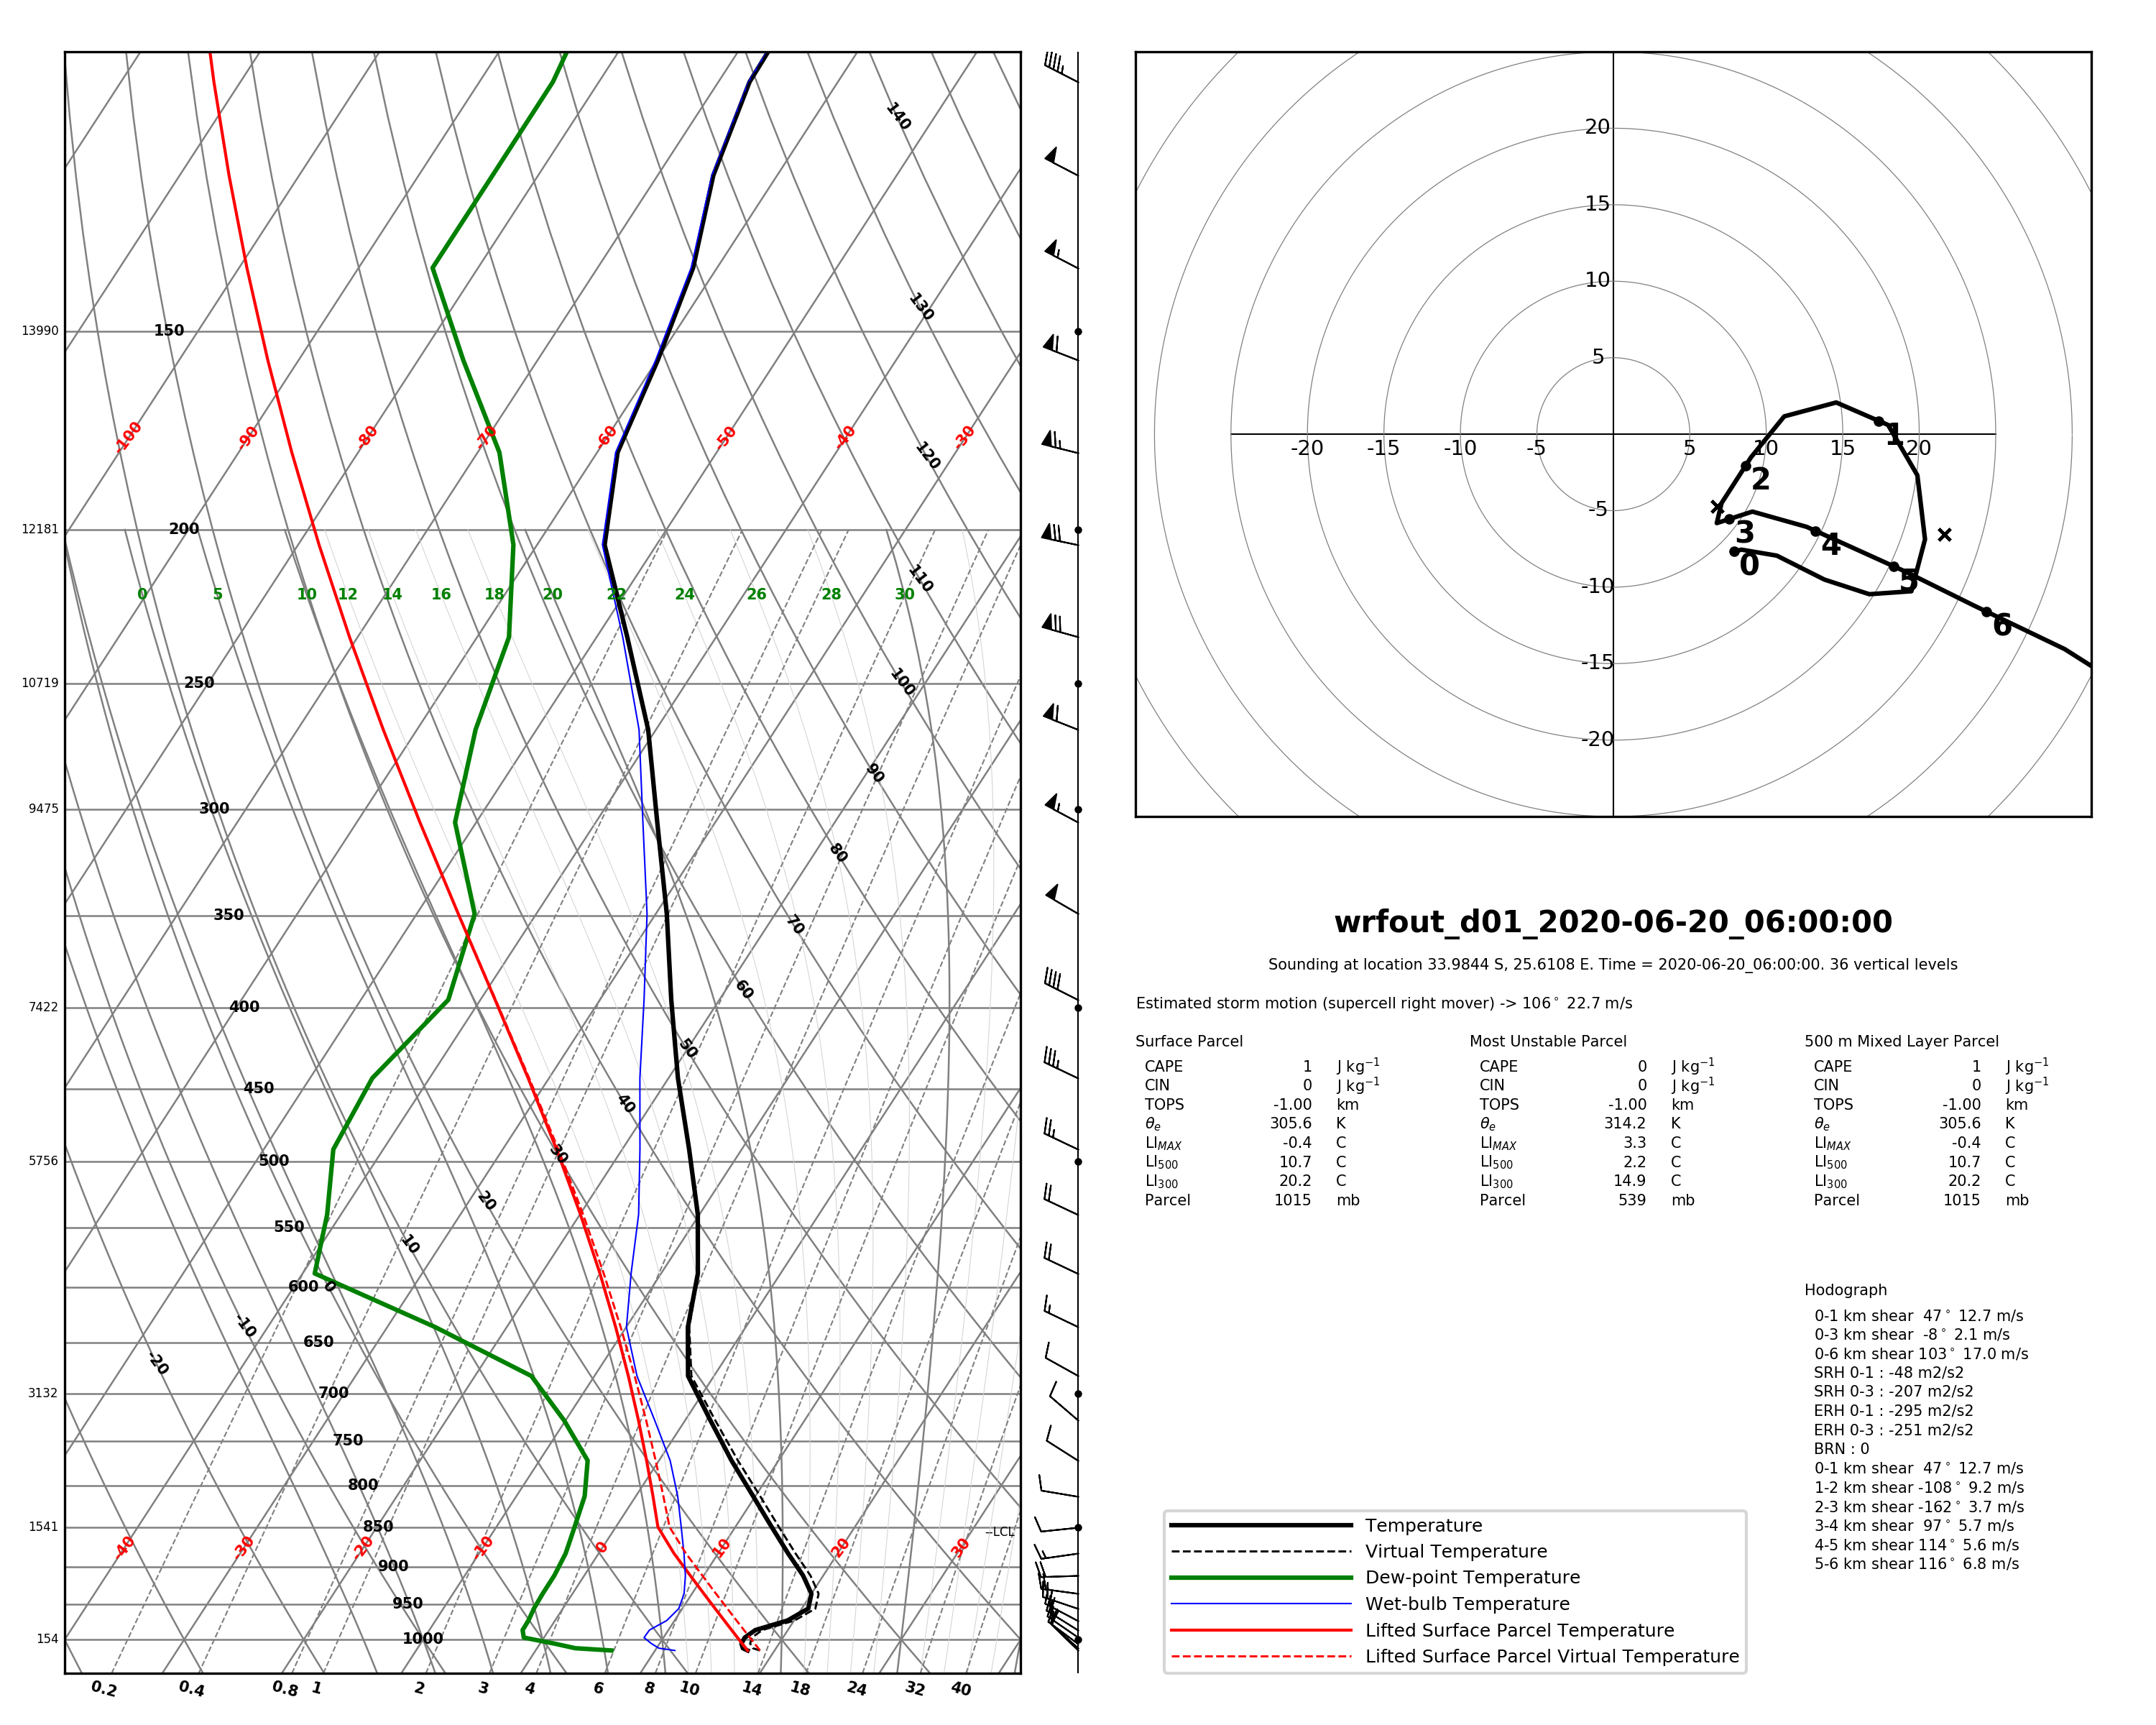 140
130
13990 150
-100 -90 -80 -70 -60 -50 -40 -30
120
12181 200
110
0 5 10 12 14 16 18 20 22 24 26 28 30
10719 250
100
90
9475 300
80
350
70
60
7422 400
50
450
40
5756 500
30
20
550
10
600 0
-10
650
-20
3132 700
750
800
1541 850
--LCL
-40 -30 -20 -10 0 10 20 30
900
950
154 1000
0.2 0.4 0.8 1 2 3 4 6 8 10 14 18 24 32 40
20
15
10
5
-20 -15 -10 -5 5 10 15 20
-5
-10
-15
-20
1
2
3
4
0
5
6
wrfout_d01_2020-06-20_06:00:00
Sounding at location 33.9844 S, 25.6108 E. Time = 2020-06-20_06:00:00. 36 vertical levels
Estimated storm motion (supercell right mover) -> 106° 22.7 m/s
Surface Parcel
CAPE 1 J kg⁻¹
CIN 0 J kg⁻¹
TOPS -1.00 km
θe 305.6 K
LI MAX -0.4 C
LI 500 10.7 C
LI 300 20.2 C
Parcel 1015 mb
Most Unstable Parcel
CAPE 0 J kg⁻¹
CIN 0 J kg⁻¹
TOPS -1.00 km
θe 314.2 K
LI MAX 3.3 C
LI 500 2.2 C
LI 300 14.9 C
Parcel 539 mb
500 m Mixed Layer Parcel
CAPE 1 J kg⁻¹
CIN 0 J kg⁻¹
TOPS -1.00 km
θe 305.6 K
LI MAX -0.4 C
LI 500 10.7 C
LI 300 20.2 C
Parcel 1015 mb
Hodograph
0-1 km shear 47° 12.7 m/s
0-3 km shear -8° 2.1 m/s
0-6 km shear 103° 17.0 m/s
SRH 0-1 : -48 m2/s2
SRH 0-3 : -207 m2/s2
ERH 0-1 : -295 m2/s2
ERH 0-3 : -251 m2/s2
BRN : 0
0-1 km shear 47° 12.7 m/s
1-2 km shear -108° 9.2 m/s
2-3 km shear -162° 3.7 m/s
3-4 km shear 97° 5.7 m/s
4-5 km shear 114° 5.6 m/s
5-6 km shear 116° 6.8 m/s
Temperature
Virtual Temperature
Dew-point Temperature
Wet-bulb Temperature
Lifted Surface Parcel Temperature
Lifted Surface Parcel Virtual Temperature